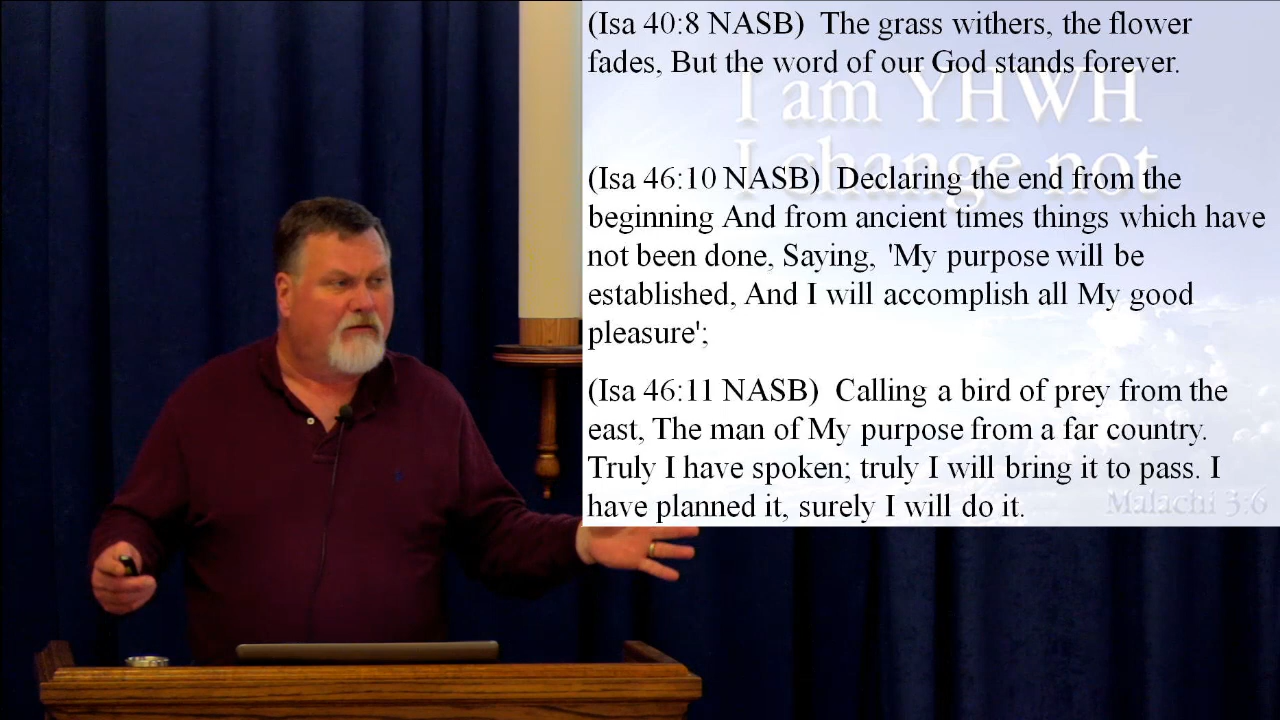 (Isa 40:8 NASB) The grass withers, the flower
fades, But the word of our God stands forever.
I am YHWH
I change not
(Isa 46:10 NASB) Declaring the end from the
beginning And from ancient times things which have
not been done, Saying, 'My purpose will be
established, And I will accomplish all My good
pleasure';
(Isa 46:11 NASB) Calling a bird of prey from the
east, The man of My purpose from a far country.
Truly I have spoken; truly I will bring it to pass. I
have planned it, surely I will do it.
Malachi 3:6